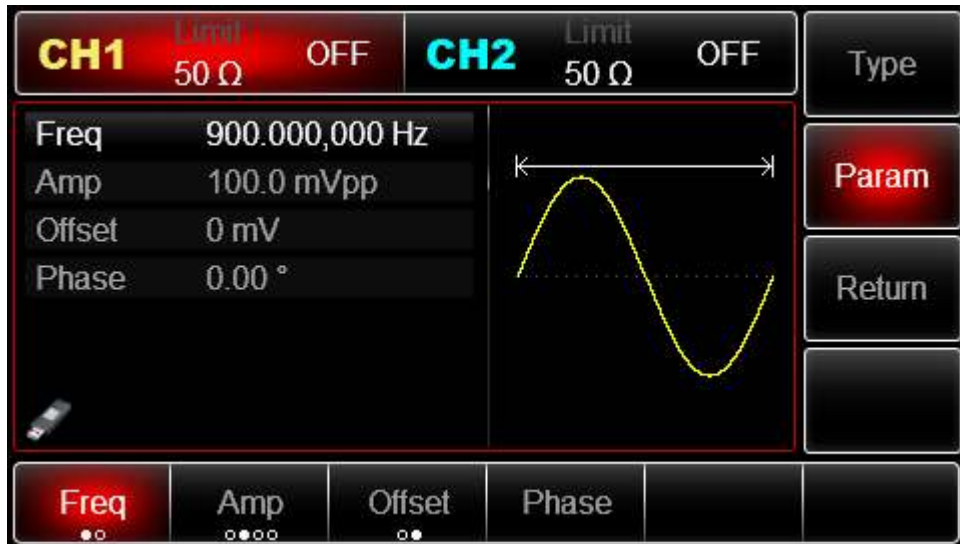 CH1 Limit 50 Ω OFF
CH2 Limit 50 Ω OFF
Type
Freq 900.000,000 Hz
Amp 100.0 mVpp
Offset 0 mV
Phase 0.00 °
Param
Return
Freq Amp Offset Phase